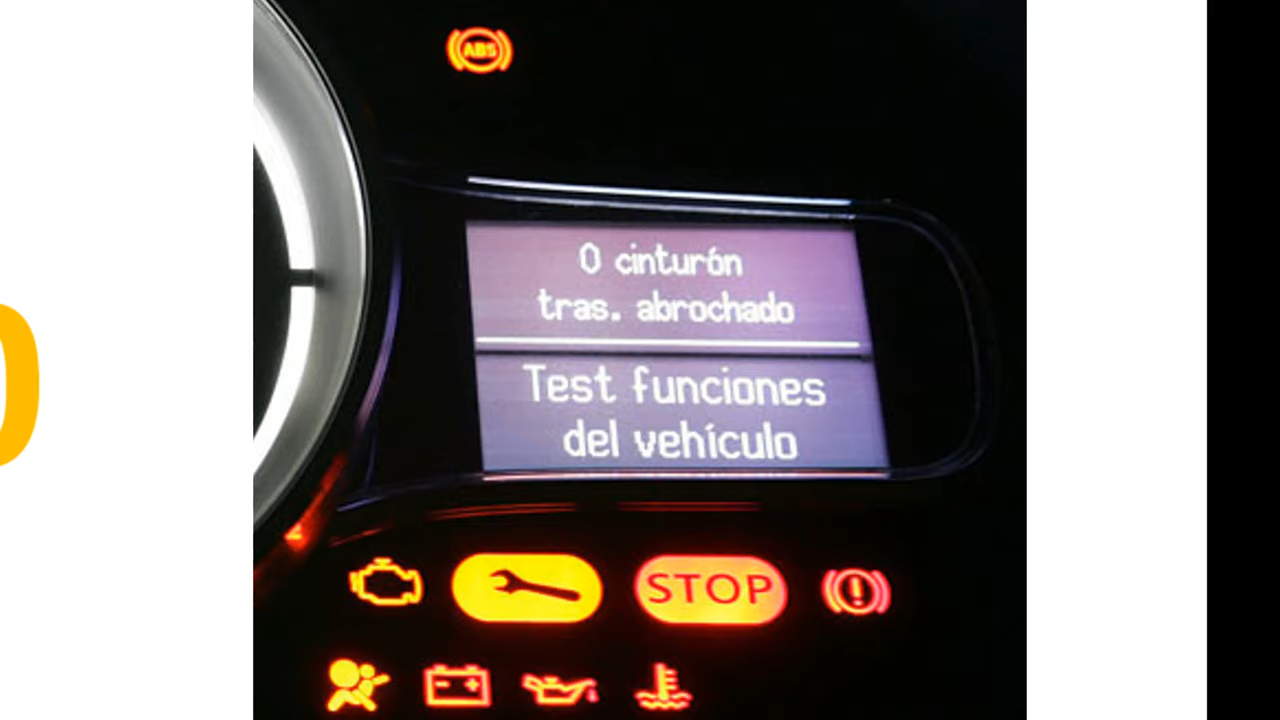 ABS
0 cinturón
tras. abrochado
Test funciones
del vehículo
STOP